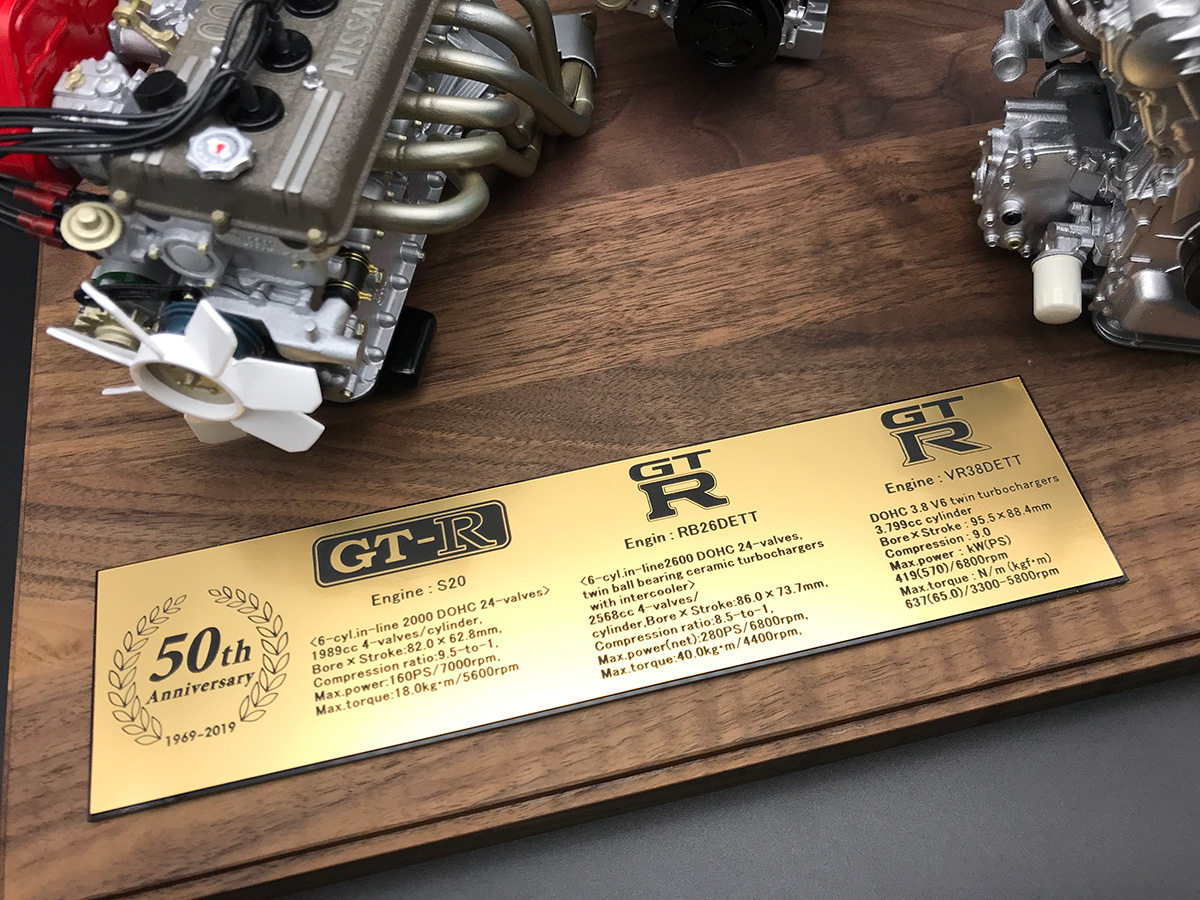 NISSAN
50th
Anniversary
1969-2019
GT-R
Engine : S20
<6-cyl.in-line 2000 DOHC 24-valves>
1989cc 4-valves/cylinder,
Bore×Stroke:82.0×62.8mm,
Compression ratio:9.5-to-1,
Max.power:160PS/7000rpm,
Max.torque:18.0kg·m/5600rpm
GT
R
Engin : RB26DETT
<6-cyl.in-line2600 DOHC 24-valves,
twin ball bearing ceramic turbochargers
with intercooler>
2568cc 4-valves/
cylinder,Bore×Stroke:86.0×73.7mm,
Compression ratio:8.5-to-1,
Max.power(net):280PS/6800rpm,
Max.torque:40.0kg·m/4400rpm,
GT
R
Engine : VR38DETT
DOHC 3.8 V6 twin turbochargers
3.799cc cylinder
Bore×Stroke : 95.5×88.4mm
Compression : 9.0
Max.power : kW(PS)
419(570)/6800rpm
Max.torque : N/m (kgf·m)
637(65.0)/3300-5800rpm